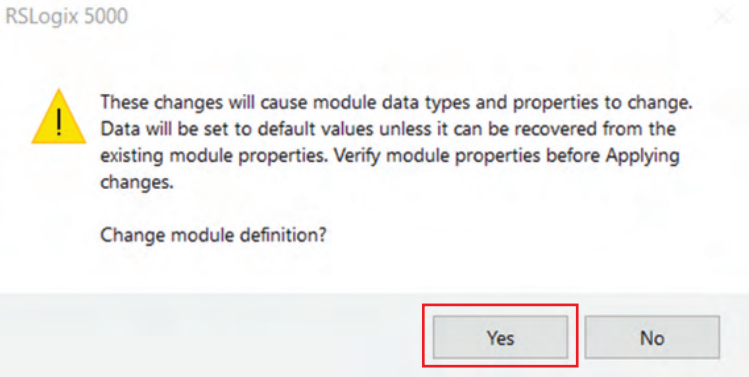 RSLogix 5000
These changes will cause module data types and properties to change.
Data will be set to default values unless it can be recovered from the
existing module properties. Verify module properties before Applying
changes.
Change module definition?
Yes
No